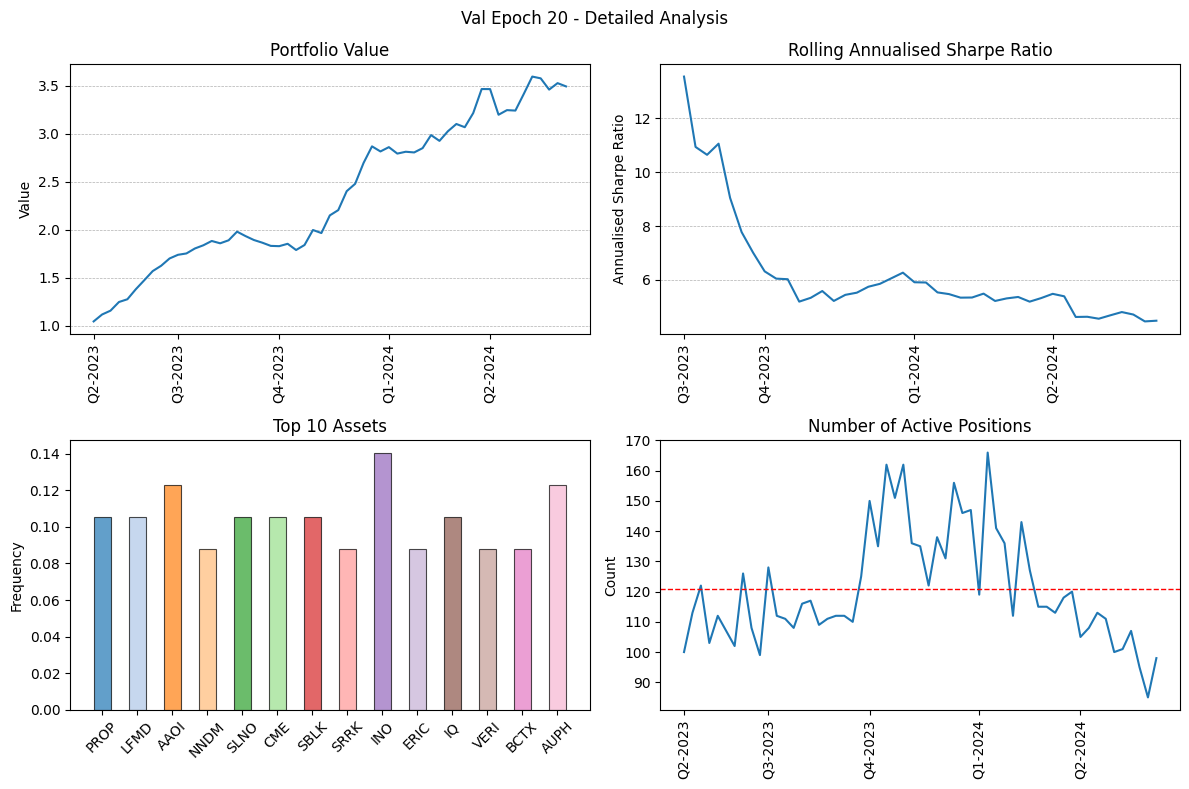 Val Epoch 20 - Detailed Analysis
Portfolio Value
Value
3.5
3.0
2.5
2.0
1.5
1.0
Q2-2023
Q3-2023
Q4-2023
Q1-2024
Q2-2024
Rolling Annualised Sharpe Ratio
Annualised Sharpe Ratio
12
10
8
6
Q3-2023
Q4-2023
Q1-2024
Q2-2024
Top 10 Assets
Frequency
0.14
0.12
0.10
0.08
0.06
0.04
0.02
0.00
PROP
LFMD
AAOI
NNDM
SLNO
CME
SBLK
SRRK
INO
ERIC
IQ
VERI
BCTX
AUPH
Number of Active Positions
Count
170
160
150
140
130
120
110
100
90
Q2-2023
Q3-2023
Q4-2023
Q1-2024
Q2-2024